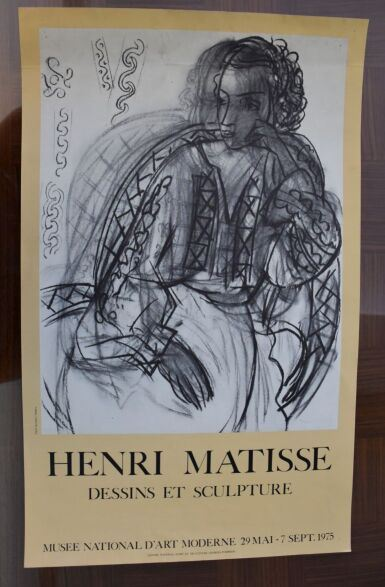 HENRI MATISSE
DESSINS ET SCULPTURE
MUSEE NATIONAL D'ART MODERNE 29 MAI - 7 SEPT. 1975